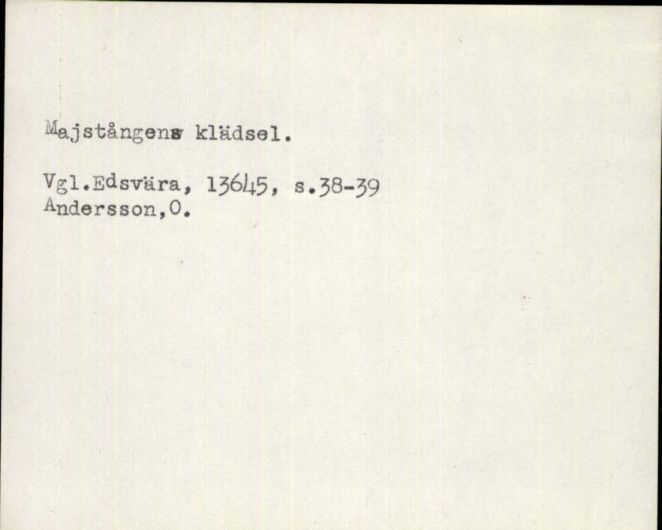 Majstångens klädsel.
Vgl.Edsvära, 13645, s.38-39
Andersson,O.